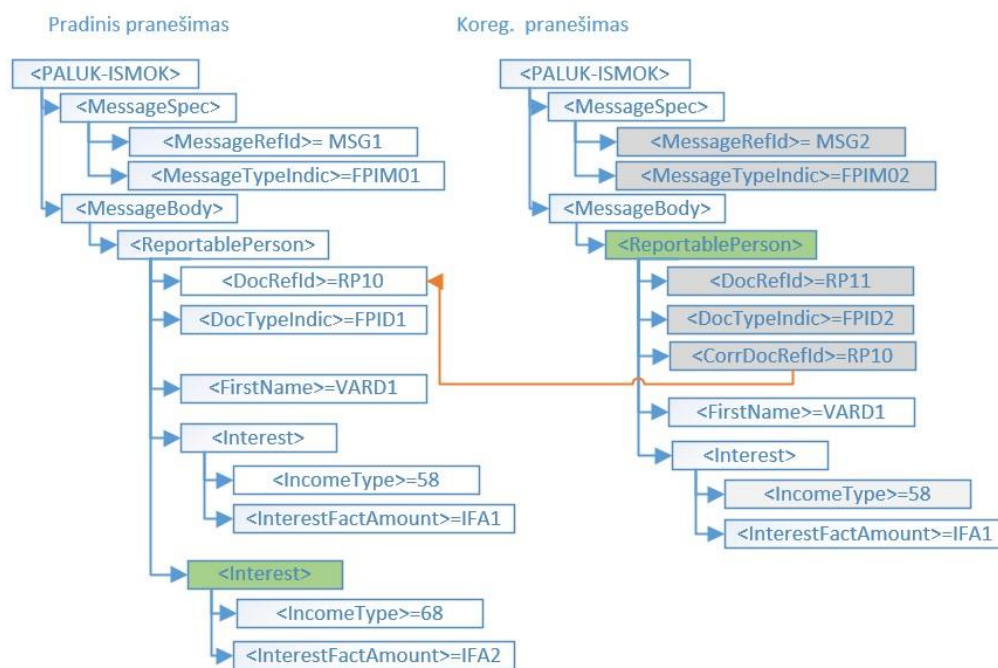 Pradinis pranešimas
<PALUK-ISMOK>
<MessageSpec>
<MessageRefId>= MSG1
<MessageTypeIndic>=FPIM01
<MessageBody>
<ReportablePerson>
<DocRefId>=RP10
<DocTypeIndic>=FPID1
<FirstName>=VARD1
<Interest>
<IncomeType>=58
<InterestFactAmount>=IFA1
<Interest>
<IncomeType>=68
<InterestFactAmount>=IFA2
Koreg. pranešimas
<PALUK-ISMOK>
<MessageSpec>
<MessageRefId>= MSG2
<MessageTypeIndic>=FPIM02
<MessageBody>
<ReportablePerson>
<DocRefId>=RP11
<DocTypeIndic>=FPID2
<CorrDocRefId>=RP10
<FirstName>=VARD1
<Interest>
<IncomeType>=58
<InterestFactAmount>=IFA1